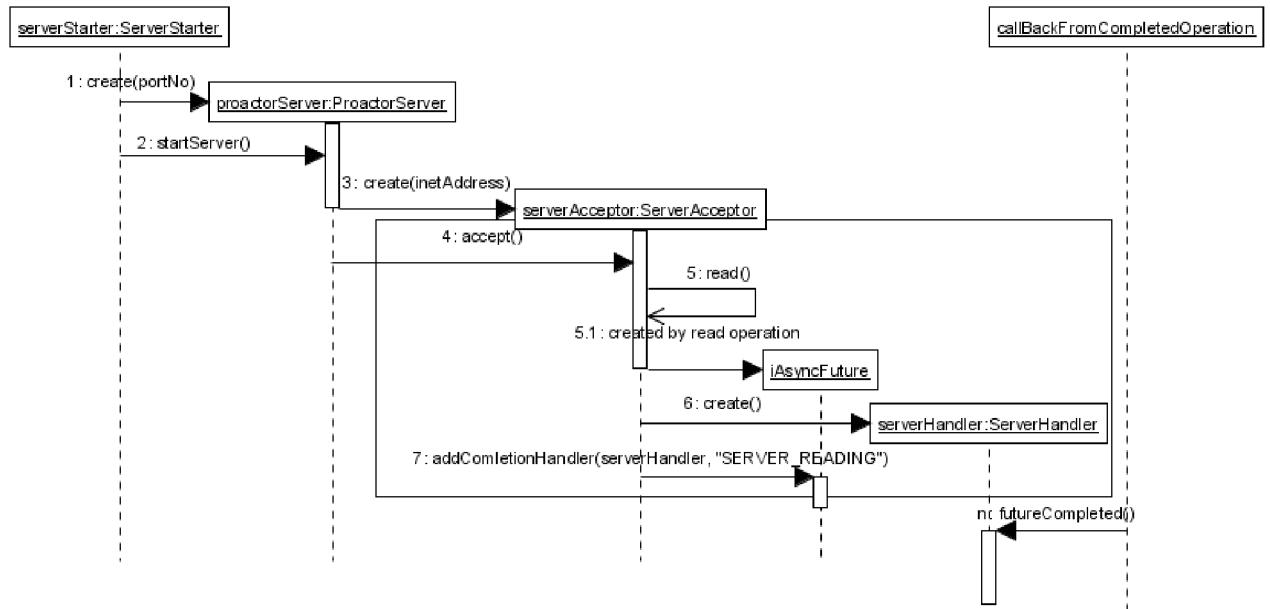 serverStarter:ServerStarter
callBackFromCompletedOperation
1 : create(portNo)
proactorServer:ProactorServer
2 : startServer()
3 : create(inetAddress)
serverAcceptor:ServerAcceptor
4 : accept()
5 : read()
5.1 : created by read operation
iAsyncFuture
6 : create()
serverHandler:ServerHandler
7 : addComletionHandler(serverHandler, "SERVER_READING")
n: futureCompleted()